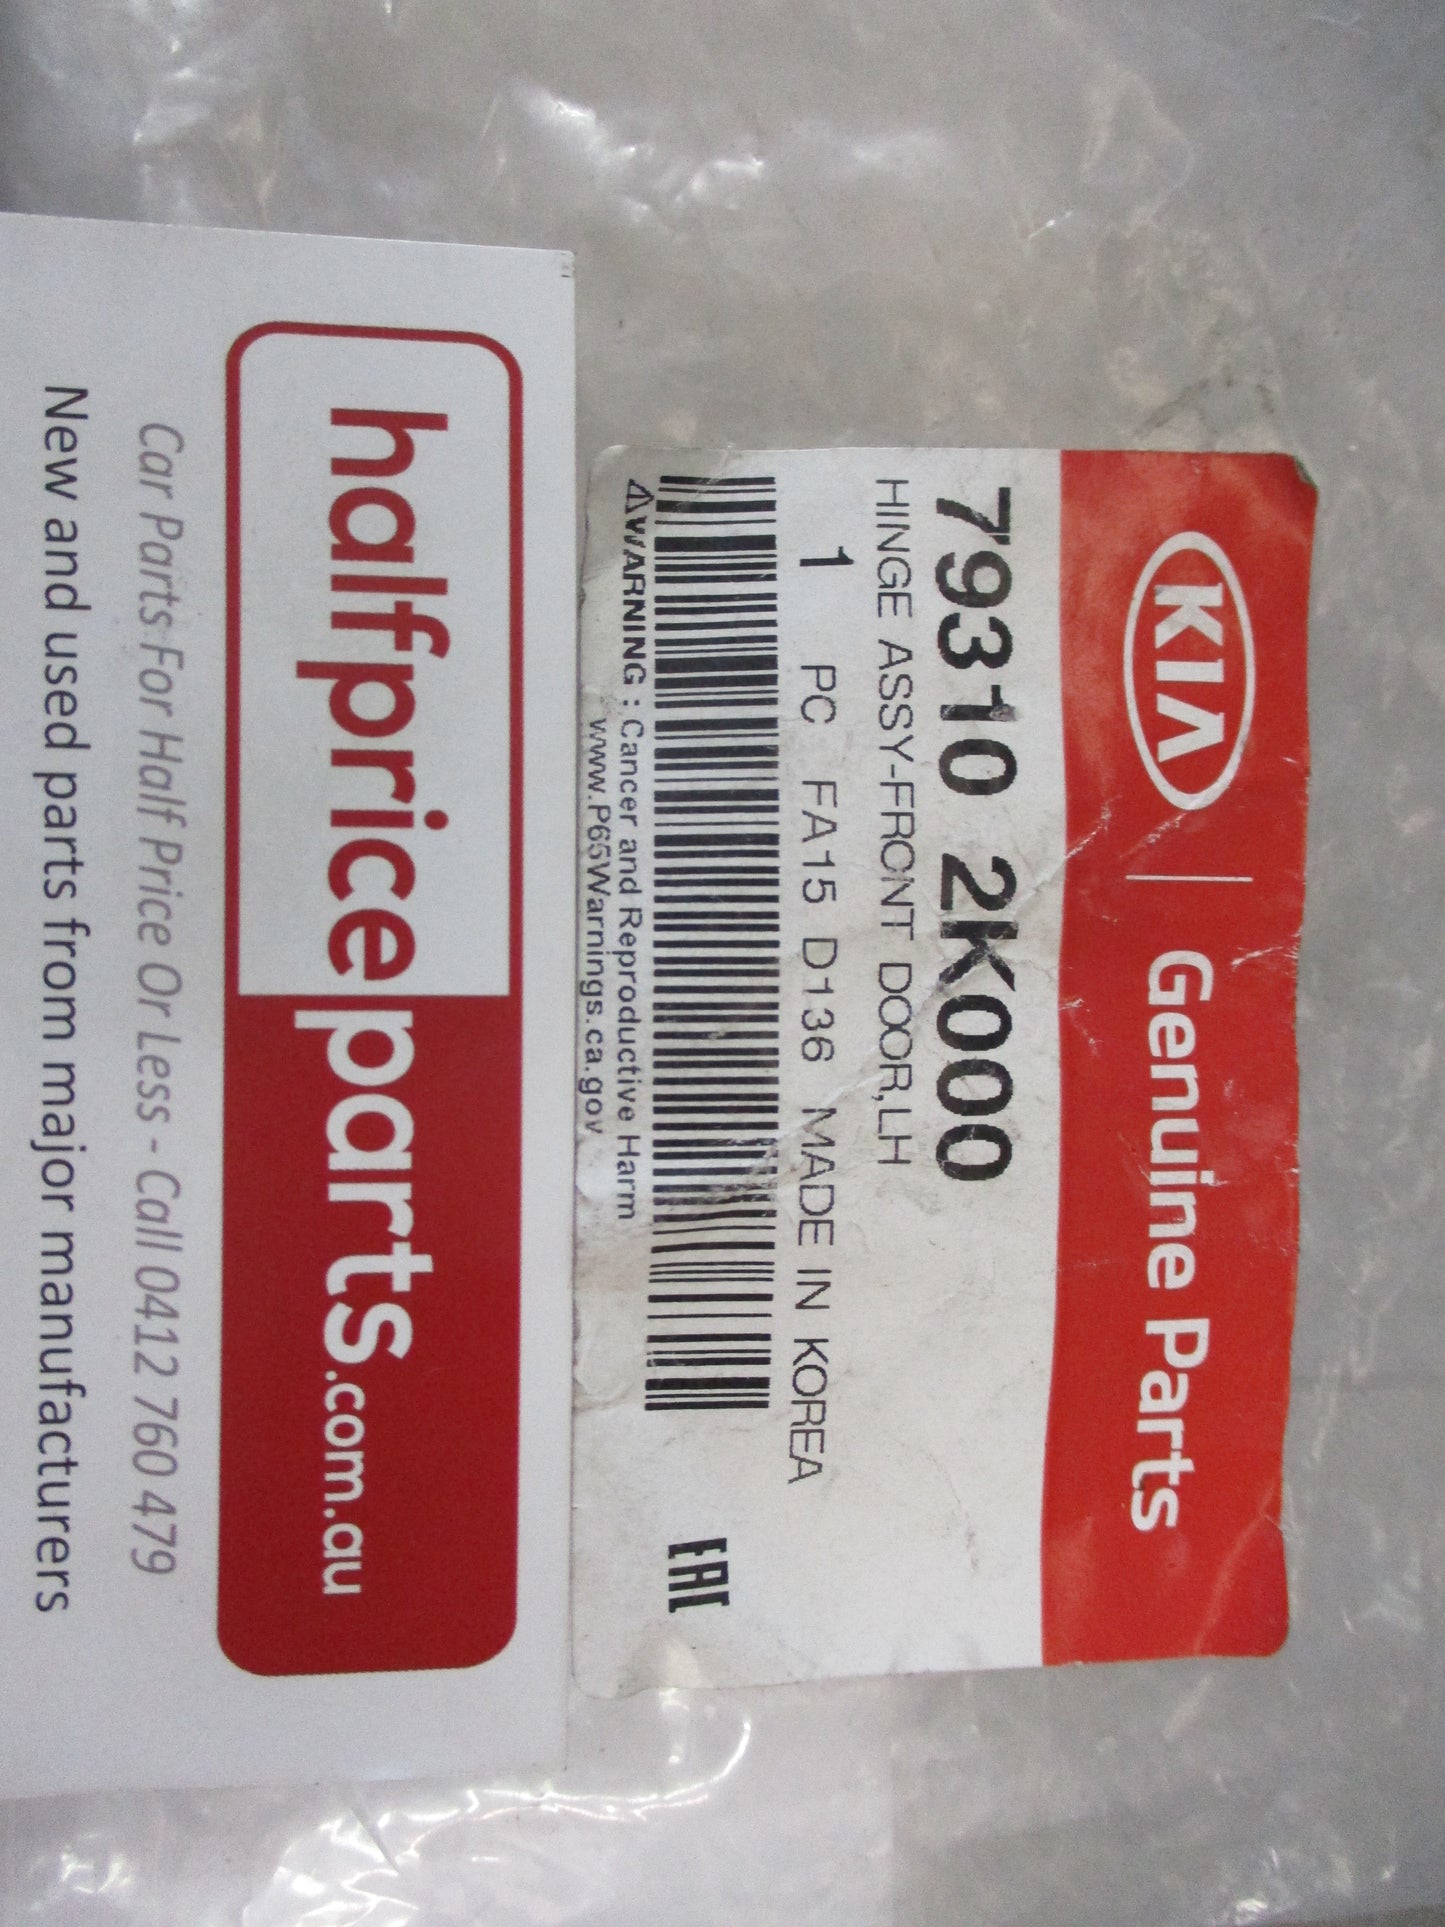 KIA Genuine Parts
79310 2K000
HINGE ASSY-FRONT DOOR,LH
1 PC FA15 D136 MADE IN KOREA
⚠WARNING : Cancer and Reproductive Harm
www.P65Warnings.ca.gov
EAC
halfpriceparts.com.au
Car Parts For Half Price Or Less - Call 0412 760 479
New and used parts from major manufacturers